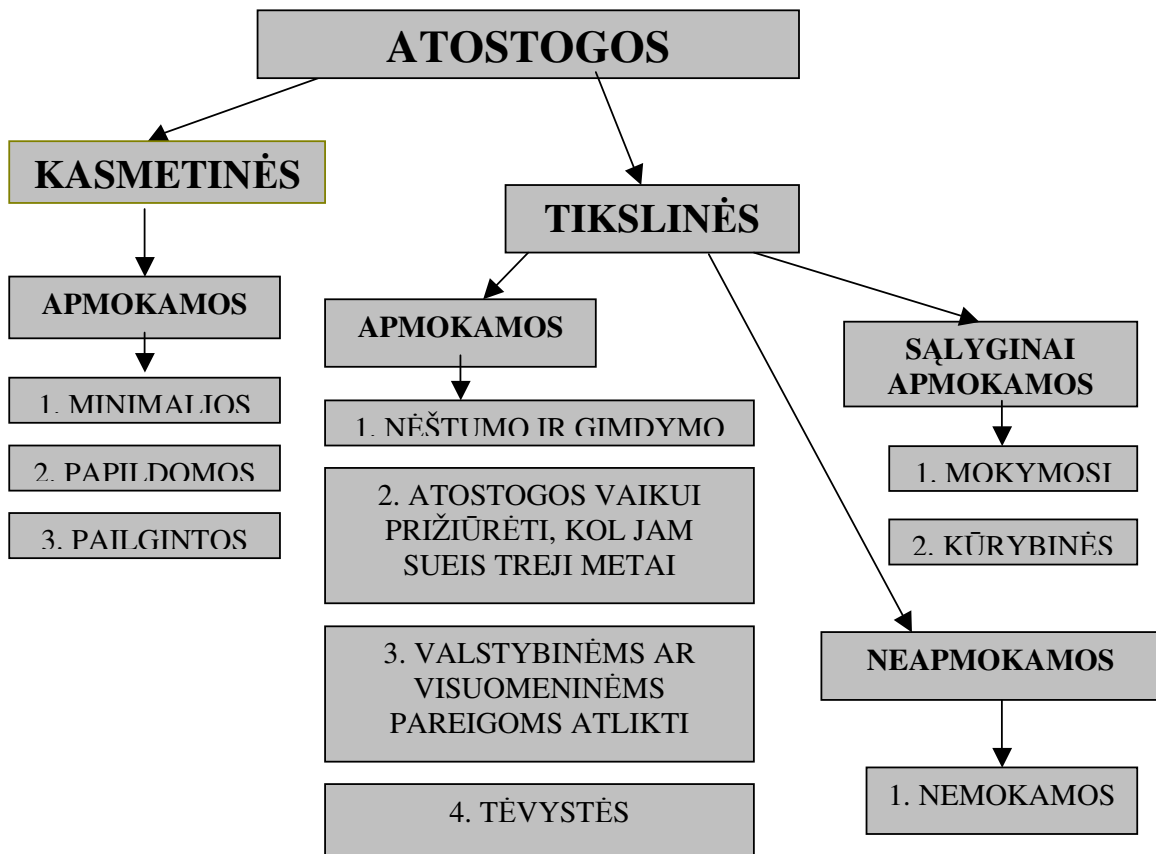 ATOSTOGOS
KASMETINĖS
TIKSLINĖS
APMOKAMOS
1. MINIMALIOS
2. PAPILDOMOS
3. PAILGINTOS
APMOKAMOS
1. NĖŠTUMO IR GIMDYMO
2. ATOSTOGOS VAIKUI
PRIŽIŪRĖTI, KOL JAM
SUEIS TREJI METAI
3. VALSTYBINĖMS AR
VISUOMENINĖMS
PAREIGOMS ATLIKTI
4. TĖVYSTĖS
SĄLYGINAI
APMOKAMOS
1. MOKYMOSI
2. KŪRYBINĖS
NEAPMOKAMOS
1. NEMOKAMOS